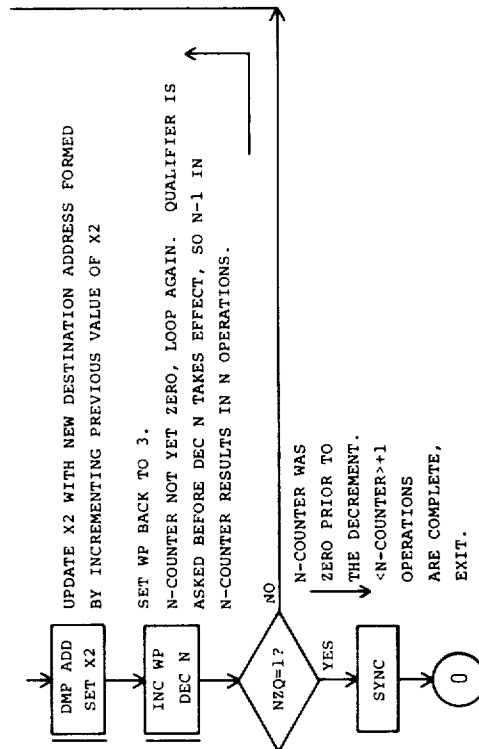 DMP ADD
SET X2
UPDATE X2 WITH NEW DESTINATION ADDRESS FORMED
BY INCREMENTING PREVIOUS VALUE OF X2
INC WP
DEC N
SET WP BACK TO 3.
N-COUNTER NOT YET ZERO, LOOP AGAIN. QUALIFIER IS
ASKED BEFORE DEC N TAKES EFFECT, SO N-1 IN
N-COUNTER RESULTS IN N OPERATIONS.
NZQ=1?
NO
YES
N-COUNTER WAS
ZERO PRIOR TO
THE DECREMENT.
<N-COUNTER>+1
OPERATIONS
ARE COMPLETE,
EXIT.
SYNC
0